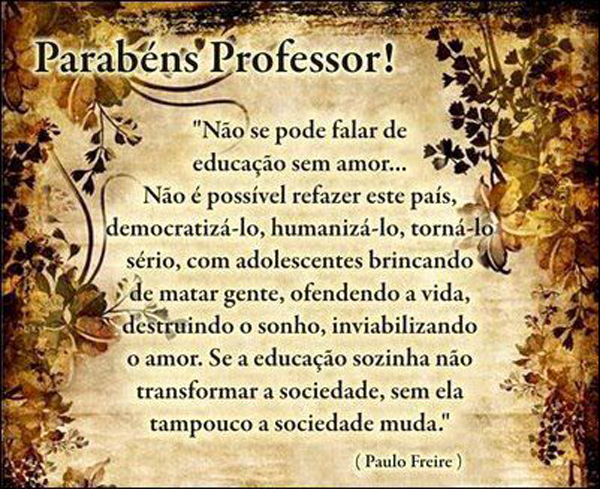 Parabéns Professor!
"Não se pode falar de
educação sem amor...
Não é possível refazer este país,
democratizá-lo, humanizá-lo, torná-lo
sério, com adolescentes brincando
de matar gente, ofendendo a vida,
destruindo o sonho, inviabilizando
o amor. Se a educação sozinha não
transformar a sociedade, sem ela
tampouco a sociedade muda."
( Paulo Freire )